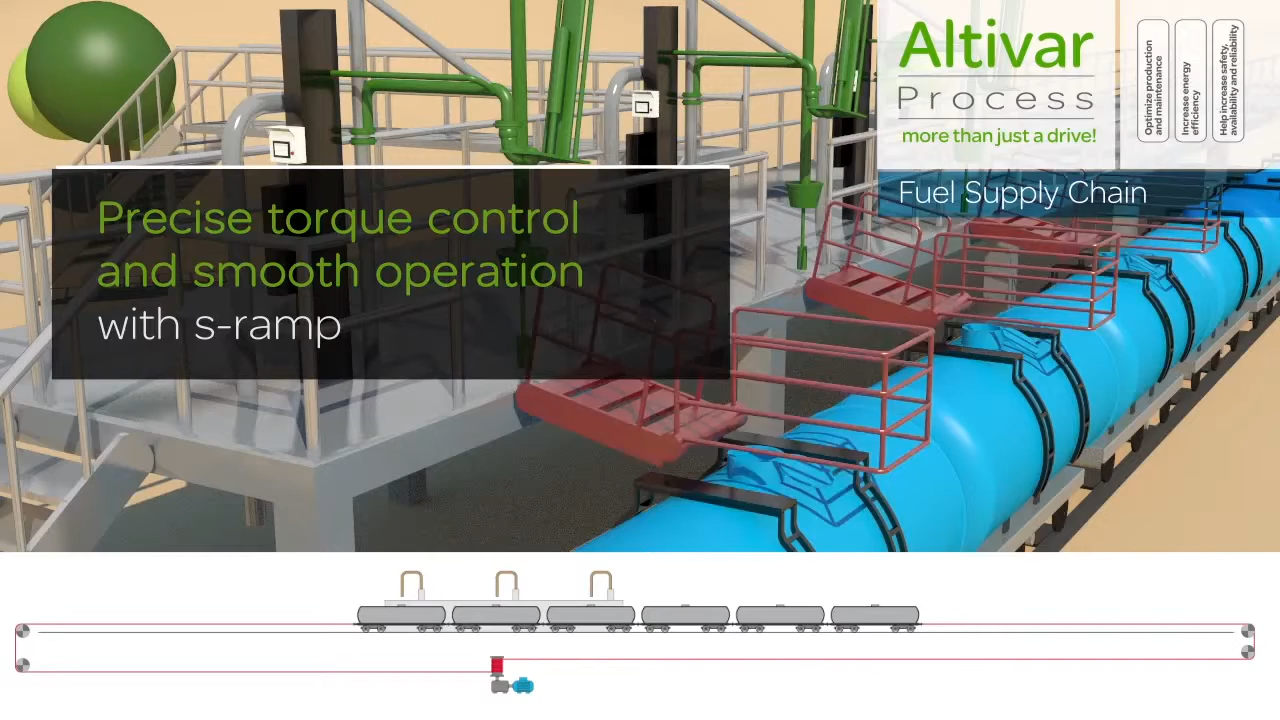 Precise torque control
and smooth operation
with s-ramp
Altivar
Process
more than just a drive!
Optimize production
and maintenance
Increase energy
efficiency
Help increase safety,
availability and reliability
Fuel Supply Chain